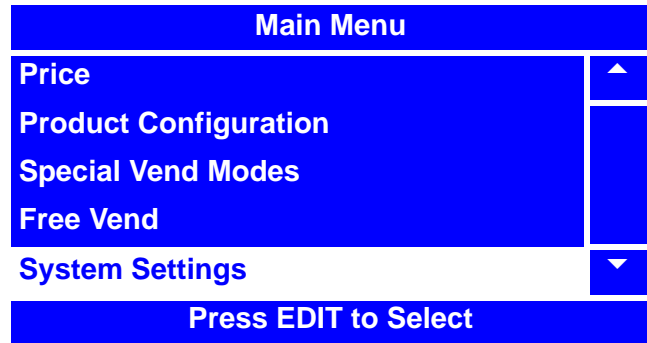 Main Menu
Price
Product Configuration
Special Vend Modes
Free Vend
System Settings
Press EDIT to Select